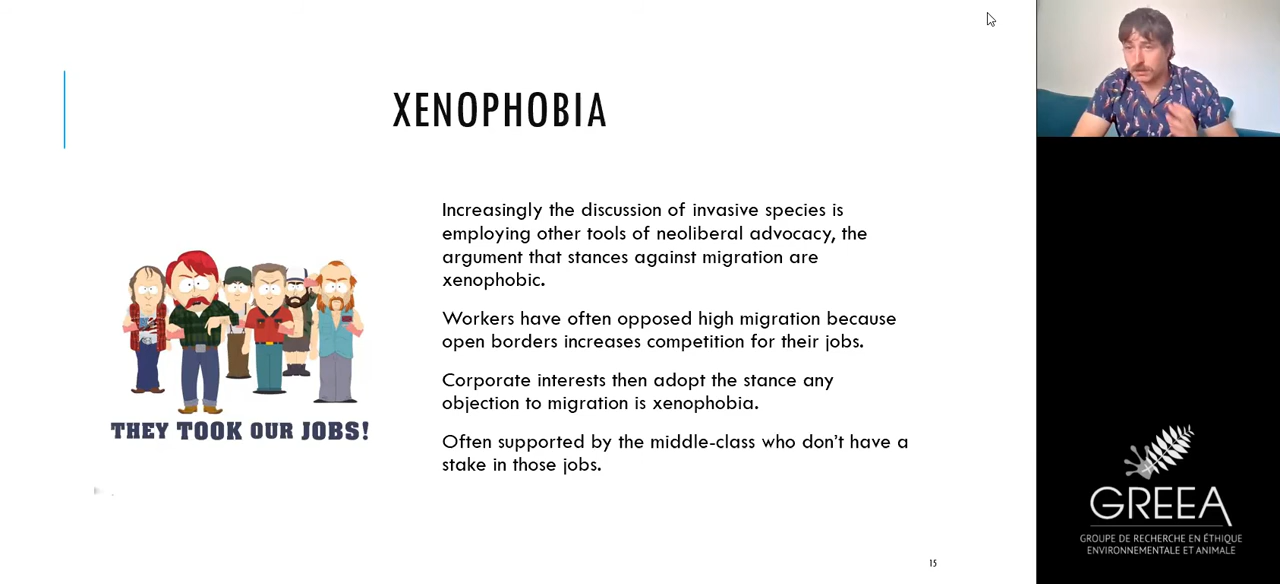 XENOPHOBIA
Increasingly the discussion of invasive species is
employing other tools of neoliberal advocacy, the
argument that stances against migration are
xenophobic.
Workers have often opposed high migration because
open borders increases competition for their jobs.
Corporate interests then adopt the stance any
objection to migration is xenophobia.
Often supported by the middle-class who don't have a
stake in those jobs.
THEY TOOK OUR JOBS!
15
GREEA
GROUPE DE RECHERCHE EN ÉTHIQUE
ENVIRONNEMENTALE ET ANIMALE